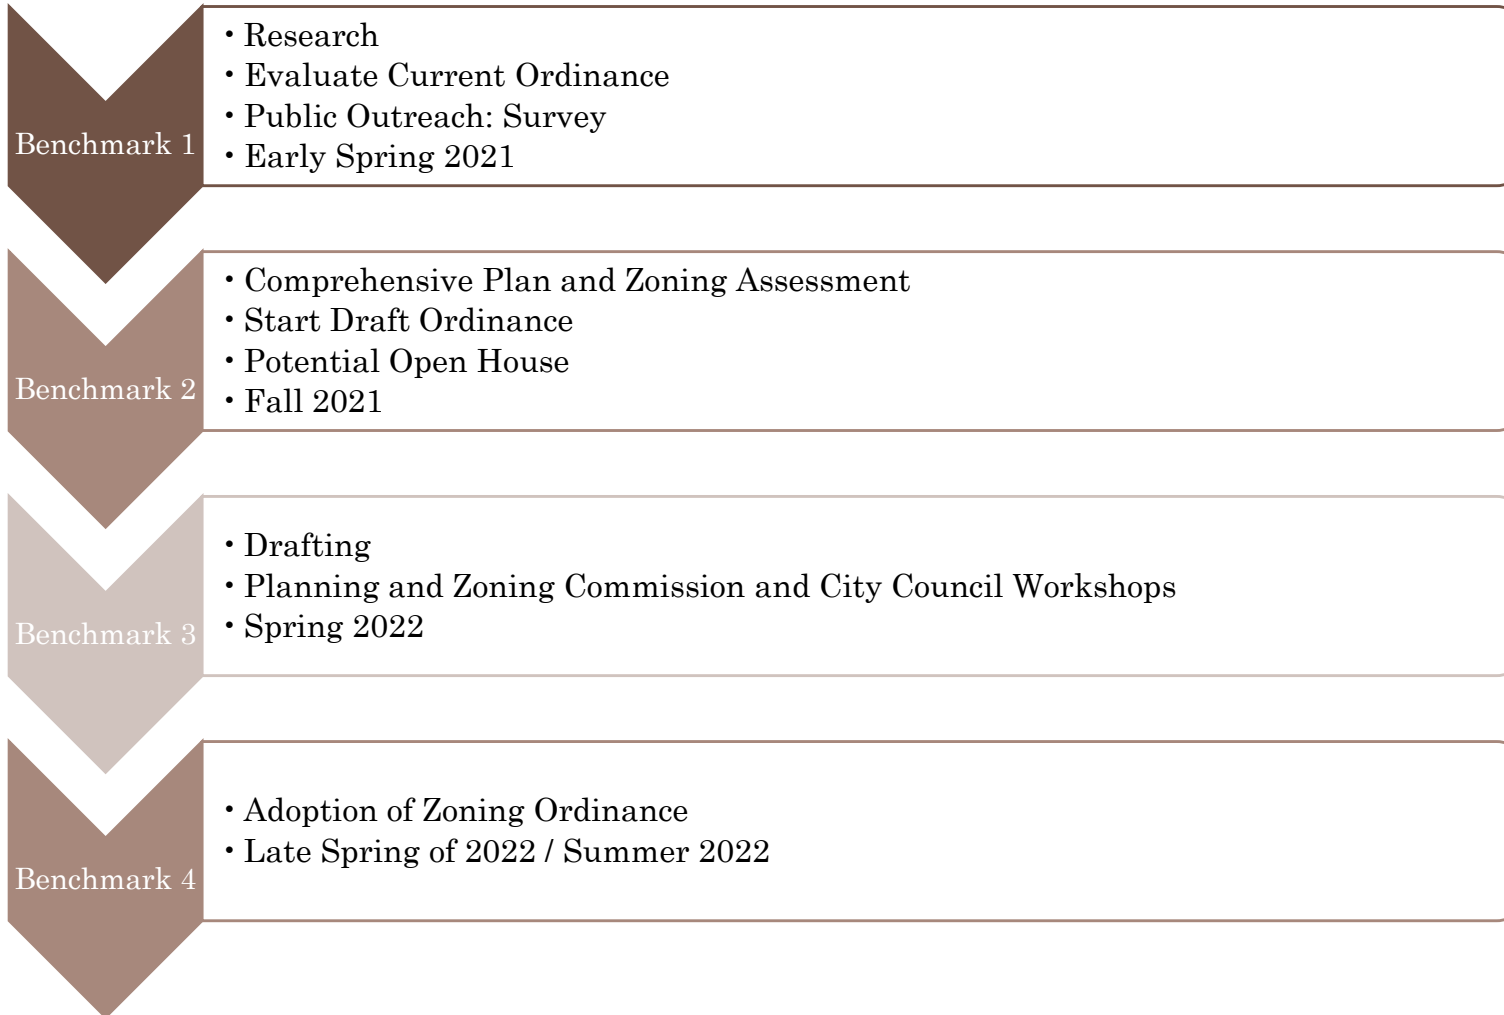 Benchmark 1
• Research
• Evaluate Current Ordinance
• Public Outreach: Survey
• Early Spring 2021
Benchmark 2
• Comprehensive Plan and Zoning Assessment
• Start Draft Ordinance
• Potential Open House
• Fall 2021
Benchmark 3
• Drafting
• Planning and Zoning Commission and City Council Workshops
• Spring 2022
Benchmark 4
• Adoption of Zoning Ordinance
• Late Spring of 2022 / Summer 2022